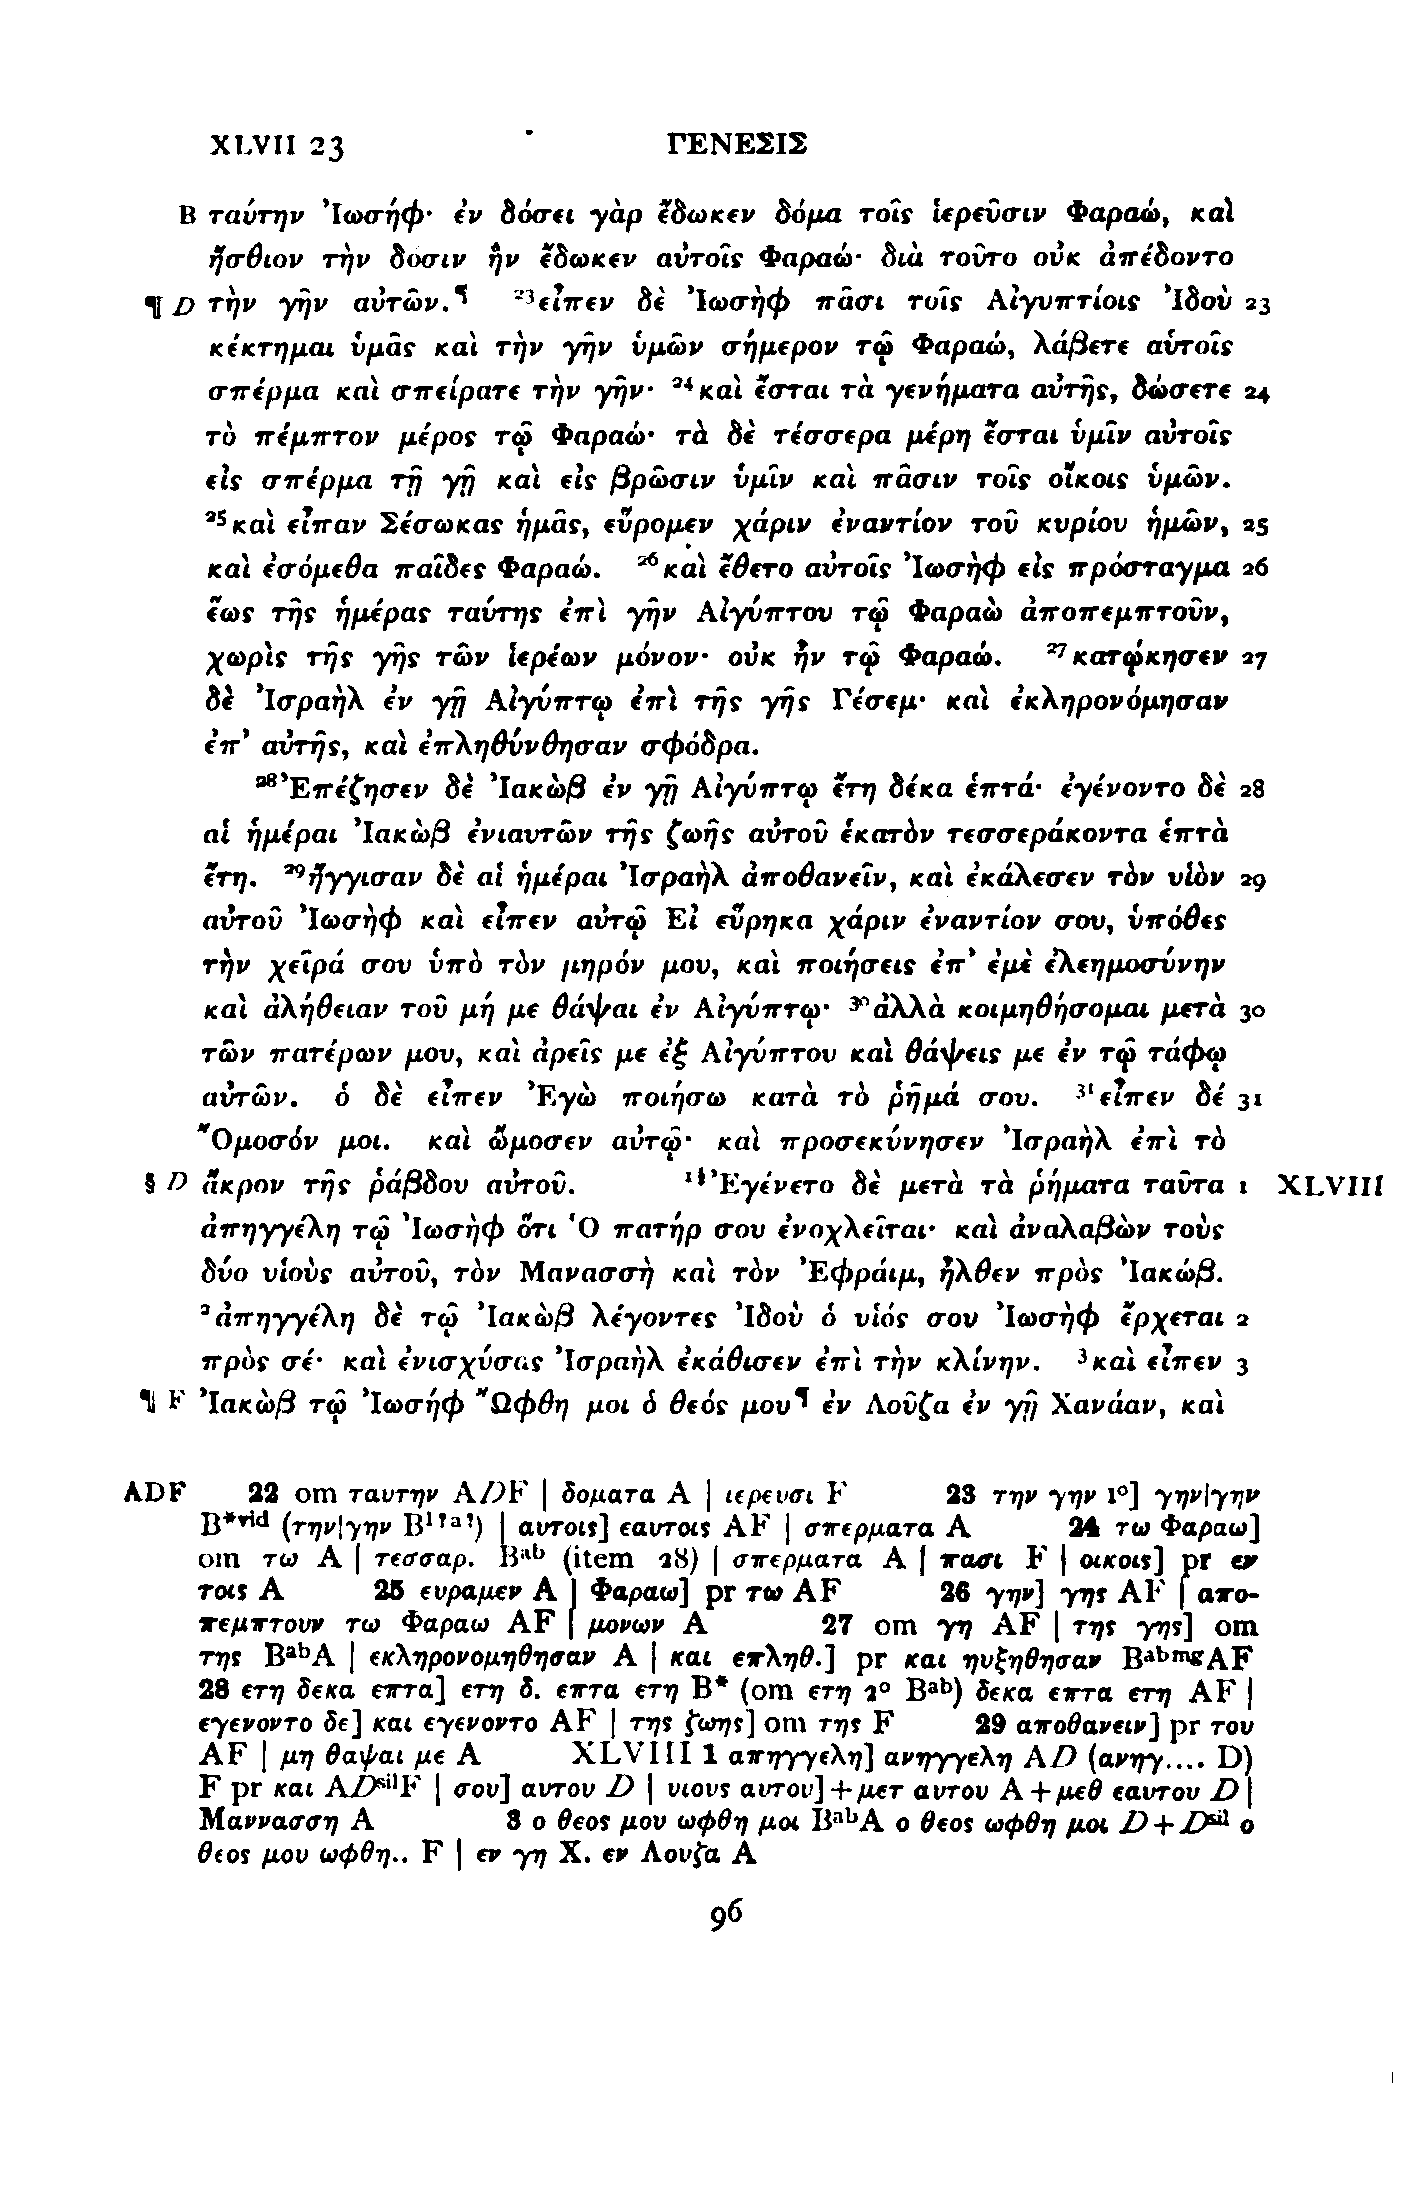 XLVII 23 ΓΕΝΕΣΙΣ
B ταύτην Ἰωσήφ· ἐν δόσει γὰρ ἔδωκεν δόμα τοῖς ἱερεῦσιν Φαραώ, καὶ
ἤσθιον τὴν δόσιν ἣν ἔδωκεν αὐτοῖς Φαραώ· διὰ τοῦτο οὐκ ἀπέδοντο
¶ D τὴν γῆν αὐτῶν.¶ ²³εἶπεν δὲ Ἰωσὴφ πᾶσι τοῖς Αἰγυπτίοις Ἰδοὺ 23
κέκτημαι ὑμᾶς καὶ τὴν γῆν ὑμῶν σήμερον τῷ Φαραώ, λάβετε αὑτοῖς
σπέρμα καὶ σπείρατε τὴν γῆν· ²⁴καὶ ἔσται τὰ γενήματα αὐτῆς, δώσετε 24
τὸ πέμπτον μέρος τῷ Φαραώ· τὰ δὲ τέσσερα μέρη ἔσται ὑμῖν αὐτοῖς
εἰς σπέρμα τῇ γῇ καὶ εἰς βρῶσιν ὑμῖν καὶ πᾶσιν τοῖς οἴκοις ὑμῶν.
²⁵καὶ εἶπαν Σέσωκας ἡμᾶς, εὕρομεν χάριν ἐναντίον τοῦ κυρίου ἡμῶν, 25
καὶ ἐσόμεθα παῖδες Φαραώ. ²⁶καὶ ἔθετο αὐτοῖς Ἰωσὴφ εἰς πρόσταγμα 26
ἕως τῆς ἡμέρας ταύτης ἐπὶ γῆν Αἰγύπτου τῷ Φαραὼ ἀποπεμπτοῦν,
χωρὶς τῆς γῆς τῶν ἱερέων μόνον· οὐκ ἦν τῷ Φαραώ. ²⁷κατῴκησεν 27
δὲ Ἰσραὴλ ἐν γῇ Αἰγύπτῳ ἐπὶ τῆς γῆς Γέσεμ· καὶ ἐκληρονόμησαν
ἐπ’ αὐτῆς, καὶ ἐπληθύνθησαν σφόδρα.
²⁸Ἐπέζησεν δὲ Ἰακὼβ ἐν γῇ Αἰγύπτῳ ἔτη δέκα ἑπτά· ἐγένοντο δὲ 28
αἱ ἡμέραι Ἰακὼβ ἐνιαυτῶν τῆς ζωῆς αὐτοῦ ἑκατὸν τεσσεράκοντα ἑπτὰ
ἔτη. ²⁹ἤγγισαν δὲ αἱ ἡμέραι Ἰσραὴλ ἀποθανεῖν, καὶ ἐκάλεσεν τὸν υἱὸν 29
αὐτοῦ Ἰωσὴφ καὶ εἶπεν αὐτῷ Εἰ εὕρηκα χάριν ἐναντίον σου, ὑπόθες
τὴν χεῖρά σου ὑπὸ τὸν μηρόν μου, καὶ ποιήσεις ἐπ’ ἐμὲ ἐλεημοσύνην
καὶ ἀλήθειαν τοῦ μή με θάψαι ἐν Αἰγύπτῳ· ³⁰ἀλλὰ κοιμηθήσομαι μετὰ 30
τῶν πατέρων μου, καὶ ἀρεῖς με ἐξ Αἰγύπτου καὶ θάψεις με ἐν τῷ τάφῳ
αὐτῶν. ὁ δὲ εἶπεν Ἐγὼ ποιήσω κατὰ τὸ ῥῆμά σου. ³¹εἶπεν δέ 31
Ὄμοσόν μοι. καὶ ὤμοσεν αὐτῷ· καὶ προσεκύνησεν Ἰσραὴλ ἐπὶ τὸ
§ D ἄκρον τῆς ῥάβδου αὐτοῦ. ¹§Ἐγένετο δὲ μετὰ τὰ ῥήματα ταῦτα 1 XLVIII
ἀπηγγέλη τῷ Ἰωσὴφ ὅτι Ὁ πατήρ σου ἐνοχλεῖται· καὶ ἀναλαβὼν τοὺς
δύο υἱοὺς αὐτοῦ, τὸν Μανασσὴ καὶ τὸν Ἐφράιμ, ἦλθεν πρὸς Ἰακώβ.
²ἀπηγγέλη δὲ τῷ Ἰακὼβ λέγοντες Ἰδοὺ ὁ υἱός σου Ἰωσὴφ ἔρχεται 2
πρὸς σέ· καὶ ἐνισχύσας Ἰσραὴλ ἐκάθισεν ἐπὶ τὴν κλίνην. ³καὶ εἶπεν 3
¶ F Ἰακὼβ τῷ Ἰωσήφ Ὤφθη μοι ὁ θεός μου¶ ἐν Λοῦζα ἐν γῇ Χανάαν, καὶ
ADF 22 om ταυτην ADF | δοματα A | ιερευσι F 23 την γην 1°] γην|γην
B*vid (την|γην B1?a?) | αυτοις] εαυτοις AF | σπερματα A 24 τω Φαραω]
om τω A | τεσσαρ. Bab (item 28) | σπερματα A | πασι F | οικοις] pr εν
τοις A 25 ευραμεν A | Φαραω] pr τω AF 26 γην] γης AF | απο-
πεμπτουν τω Φαραω AF | μονων A 27 om γη AF | της γης] om
της BabA | εκληρονομηθησαν A | και επληθ.] pr και ηυξηθησαν BabmgAF
28 ετη δεκα επτα] ετη δ. επτα ετη B* (om ετη 2° Bab) δεκα επτα ετη AF |
εγενοντο δε] και εγενοντο AF | της ζωης] om της F 29 αποθανειν] pr του
AF | μη θαψαι με A XLVIII 1 απηγγελη] ανηγγελη AD (ανηγ.... D)
F pr και ADsilF | σου] αυτου D | υιους αυτου]+μετ αυτου A+μεθ εαυτου D|
Μαννασση A 3 ο θεος μου ωφθη μοι BabA ο θεος ωφθη μοι D+Dsil ο
θεος μου ωφθη.. F | εν γη Χ. εν Λουζα A
96